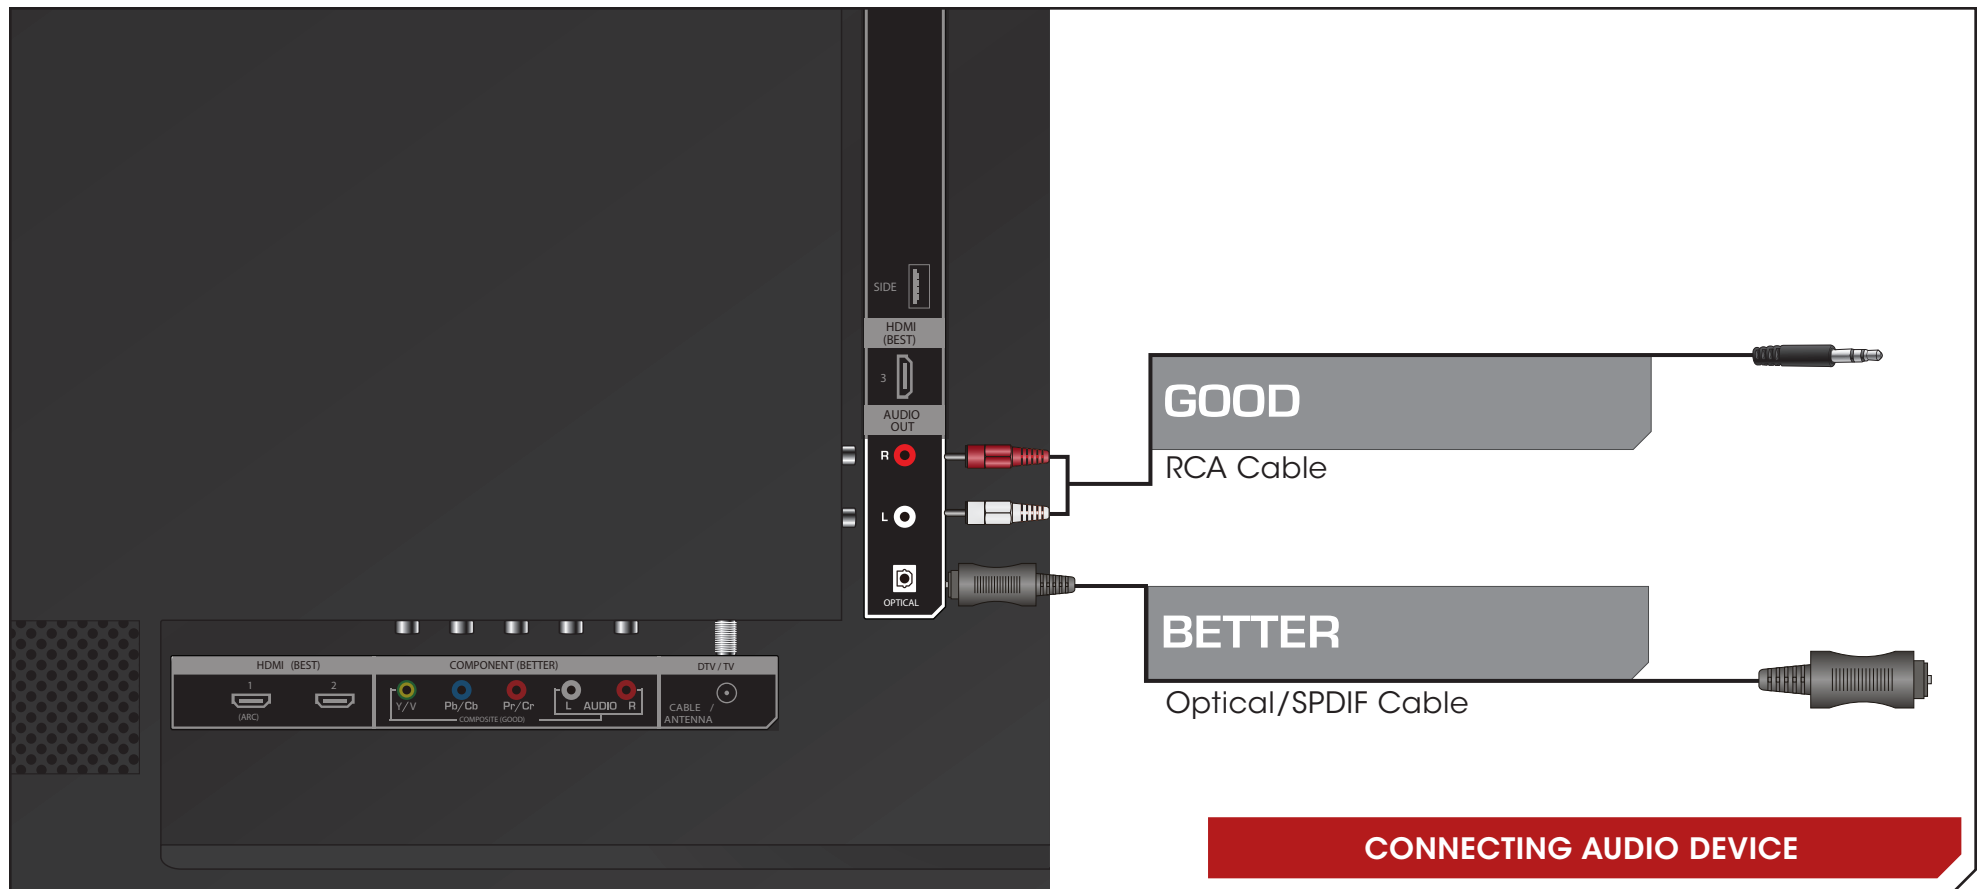 SIDE
HDMI
(BEST)
3
AUDIO
OUT
R
L
OPTICAL
GOOD
RCA Cable
BETTER
Optical/SPDIF Cable
HDMI (BEST)
1
2
(ARC)
COMPONENT (BETTER)
Y/V Pb/Cb Pr/Cr L AUDIO R
COMPOSITE (GOOD)
DTV / TV
CABLE /
ANTENNA
CONNECTING AUDIO DEVICE